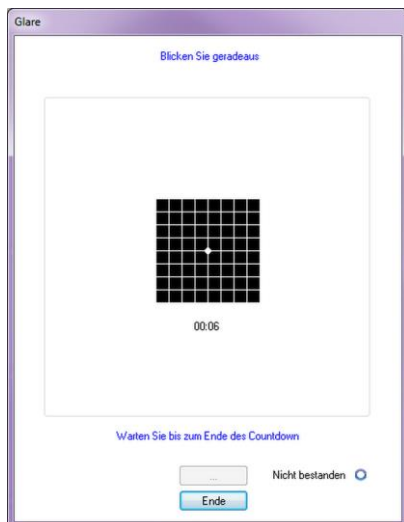 Glare
Blicken Sie geradeaus
00:06
Warten Sie bis zum Ende des Countdown
...
Nicht bestanden
Ende